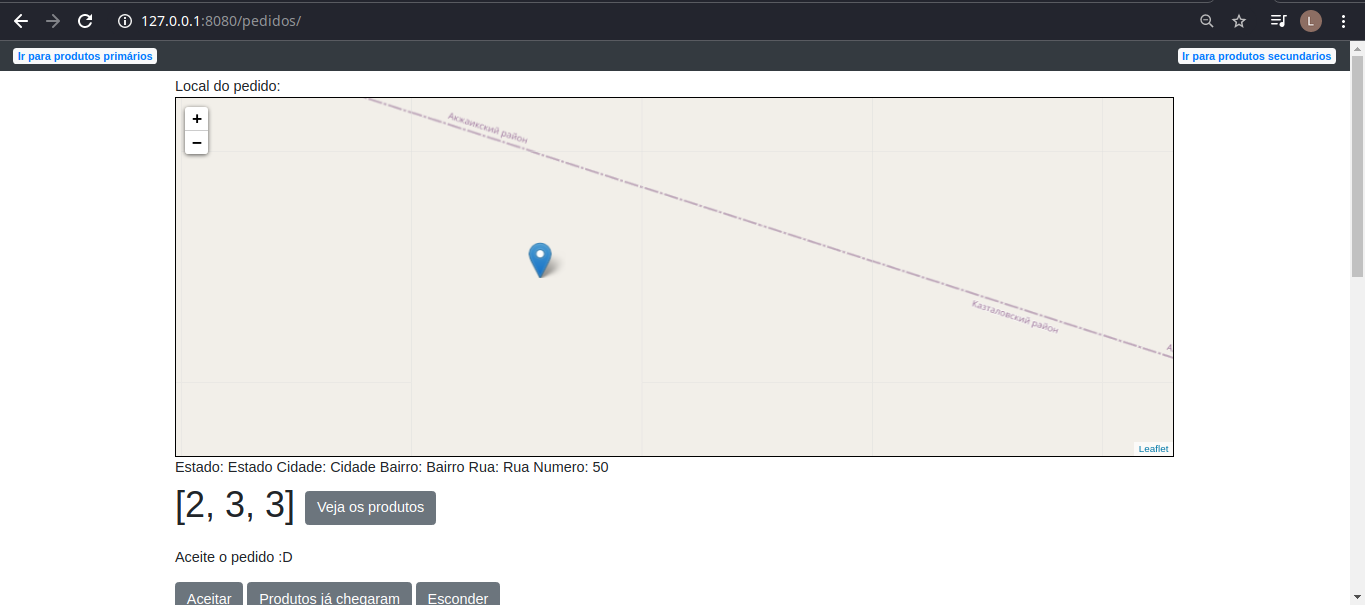 127.0.0.1:8080/pedidos/
L
Ir para produtos primários
Ir para produtos secundarios
Local do pedido:
+
−
Акжаикский район
Казталовский район
Leaflet
Estado: Estado Cidade: Cidade Bairro: Bairro Rua: Rua Numero: 50
[2, 3, 3] Veja os produtos
Aceite o pedido :D
Aceitar Produtos já chegaram Esconder